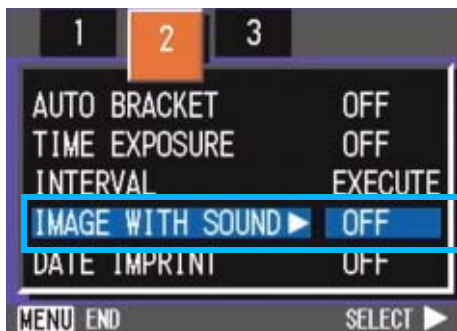 1 2 3
AUTO BRACKET OFF
TIME EXPOSURE OFF
INTERVAL EXECUTE
IMAGE WITH SOUND▶ OFF
DATE IMPRINT OFF
MENU END SELECT ▶